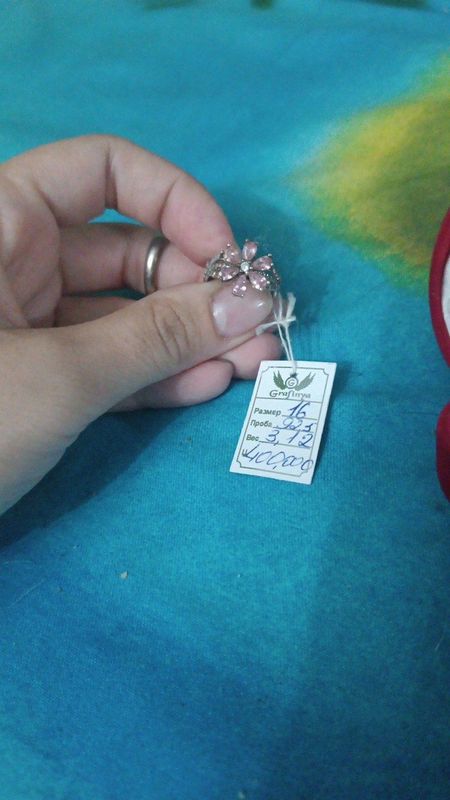 Grafinya
Размер 16
Проба 925
Вес 3,12
400,000